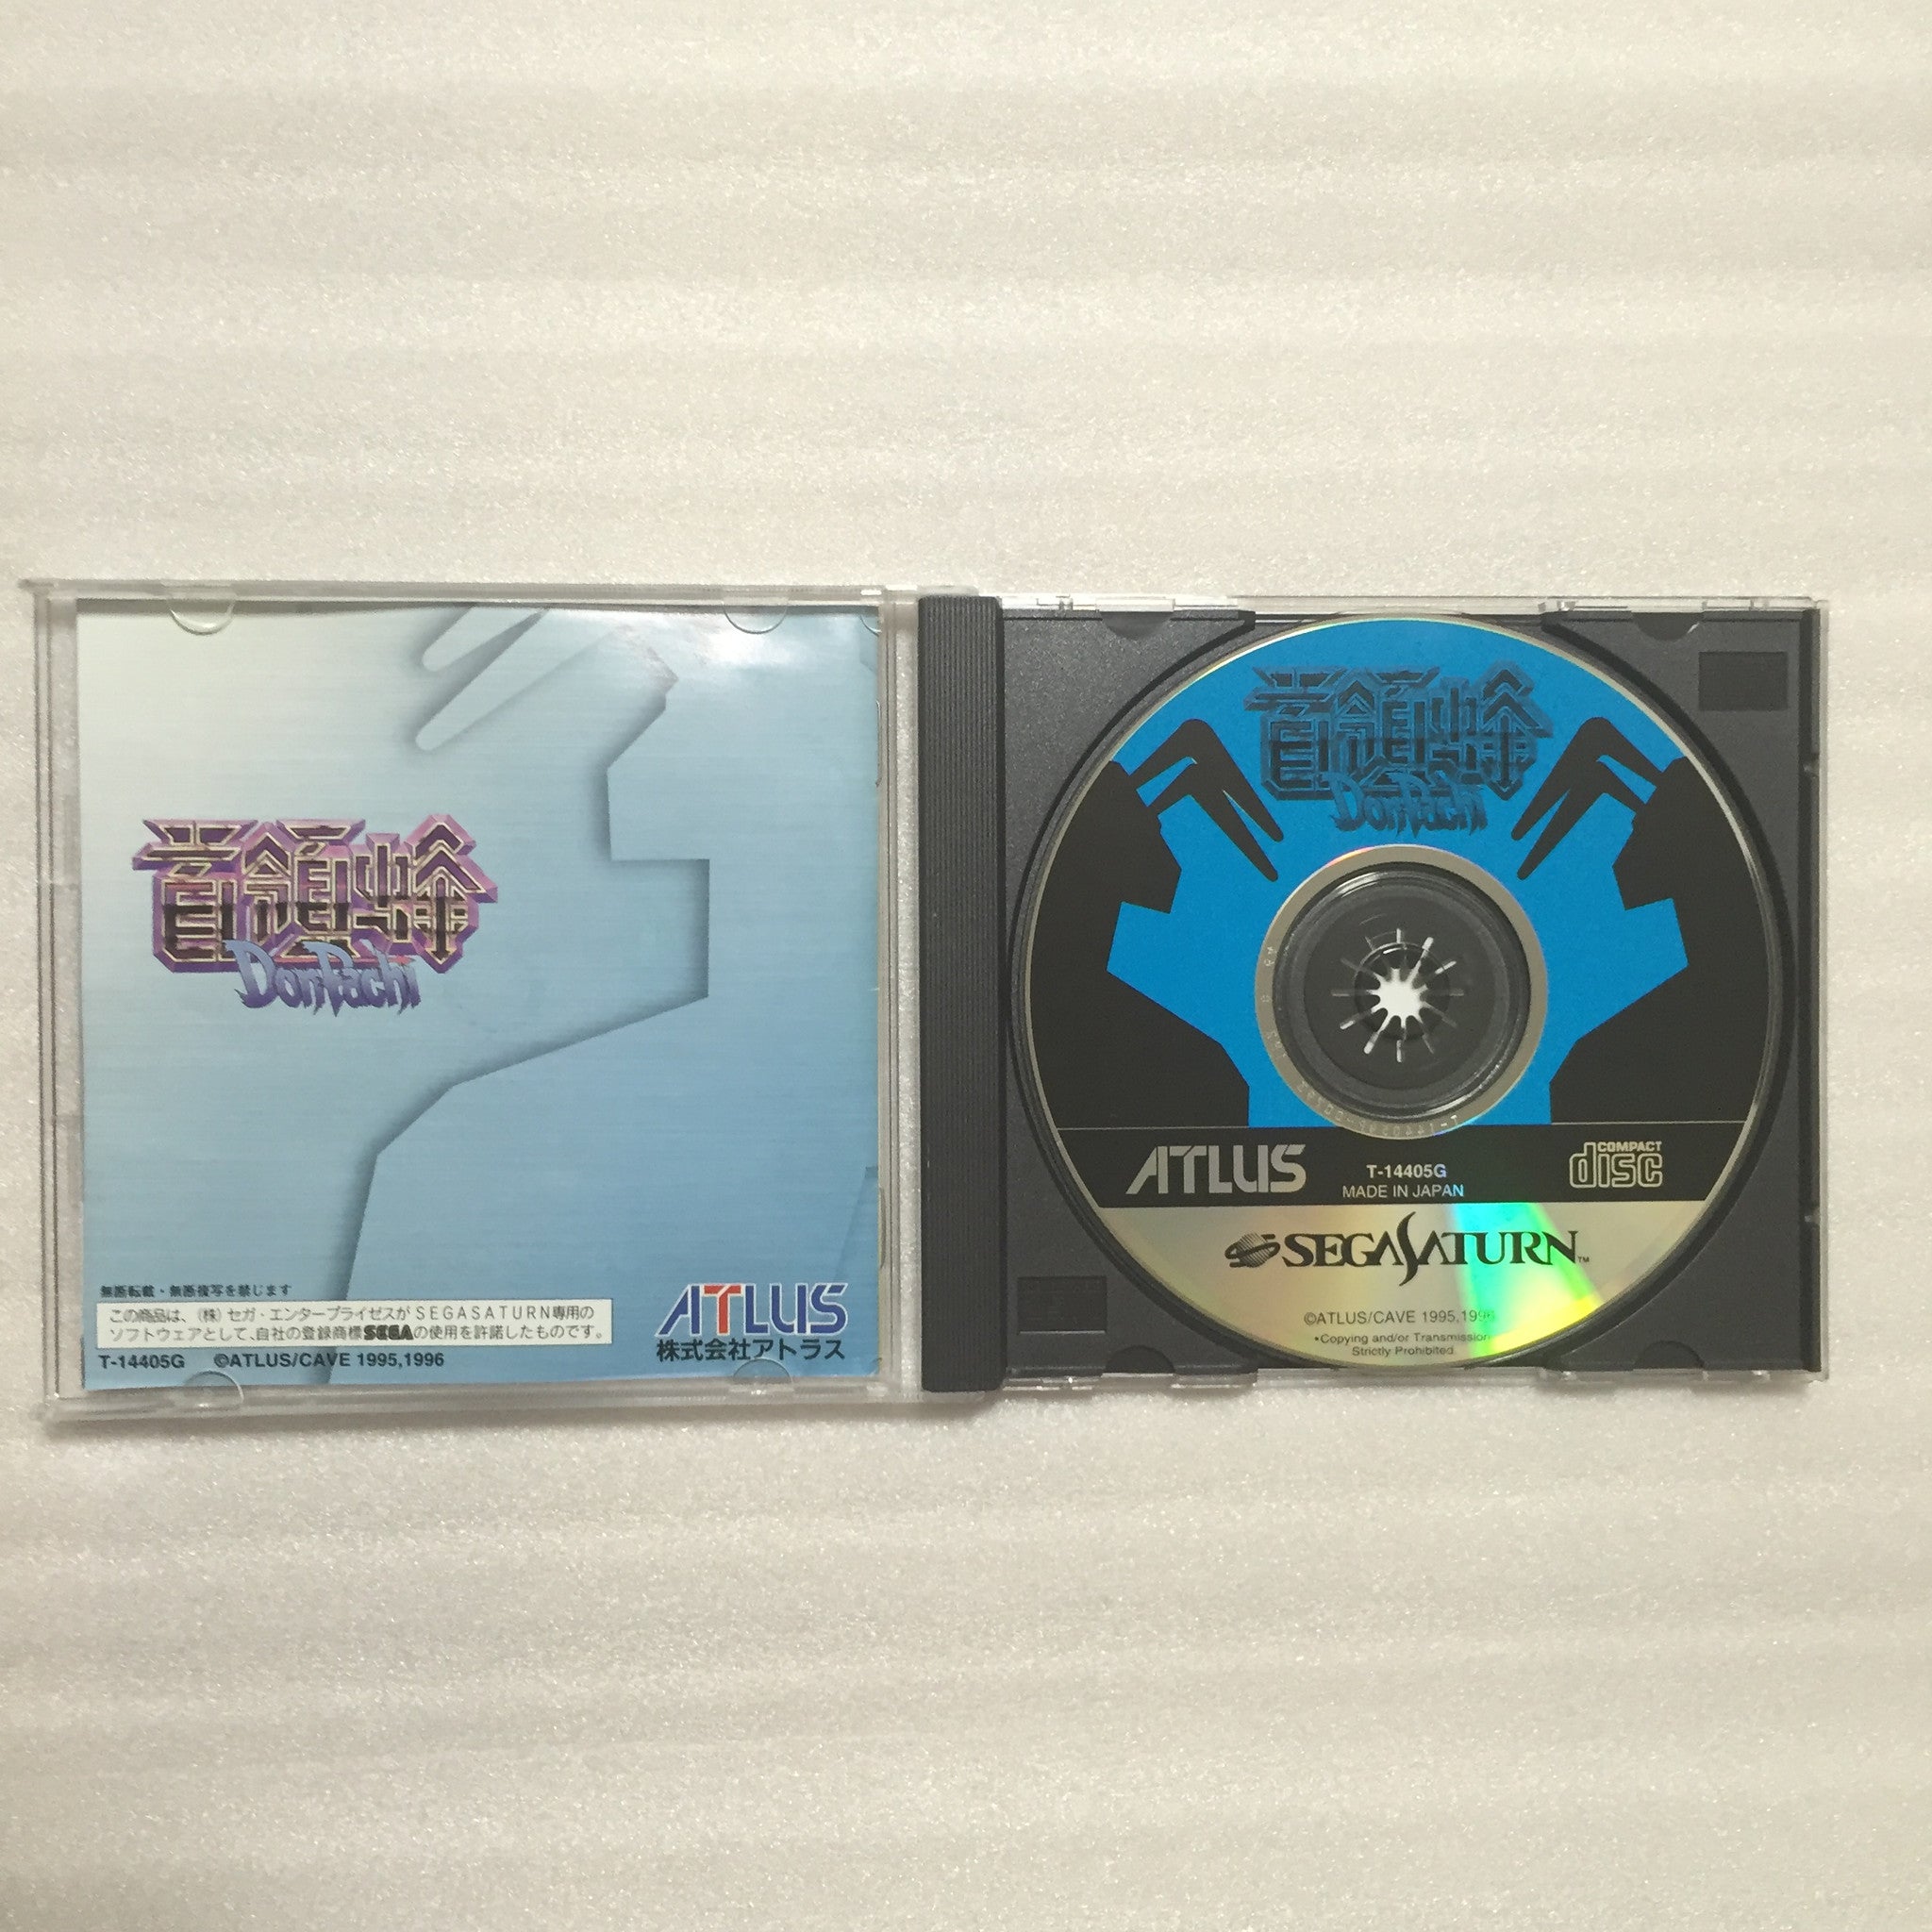 首領蜂
DonPachi
無断転載・無断複写を禁じます
この商品は、(株)セガ・エンタープライゼスがSEGASATURN専用の
ソフトウェアとして、自社の登録商標SEGAの使用を許諾したものです。
T-14405G ©ATLUS/CAVE 1995,1996
ATLUS
株式会社アトラス
首領蜂
DonPachi
ATLUS
T-14405G
MADE IN JAPAN
COMPACT
disc
SEGASATURN™
©ATLUS/CAVE 1995,1996
•Copying and/or Transmission
Strictly Prohibited.